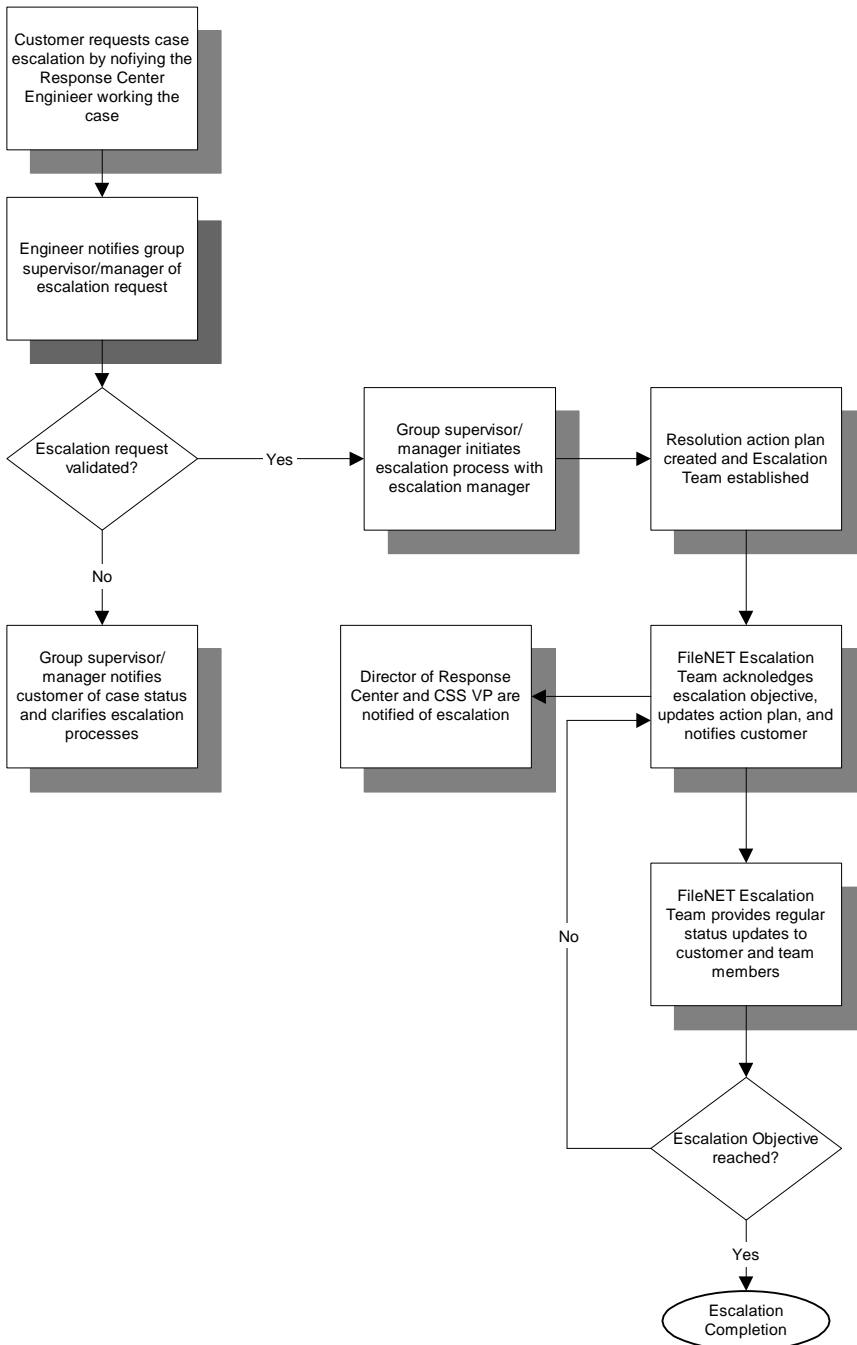 Customer requests case
escalation by nofiying the
Response Center
Enginieer working the
case
Engineer notifies group
supervisor/manager of
escalation request
Escalation request
validated?
Yes
Group supervisor/
manager initiates
escalation process with
escalation manager
Resolution action plan
created and Escalation
Team established
No
Group supervisor/
manager notifies
customer of case status
and clarifies escalation
processes
Director of Response
Center and CSS VP are
notified of escalation
FileNET Escalation
Team acknoledges
escalation objective,
updates action plan, and
notifies customer
FileNET Escalation
Team provides regular
status updates to
customer and team
members
No
Escalation Objective
reached?
Yes
Escalation
Completion